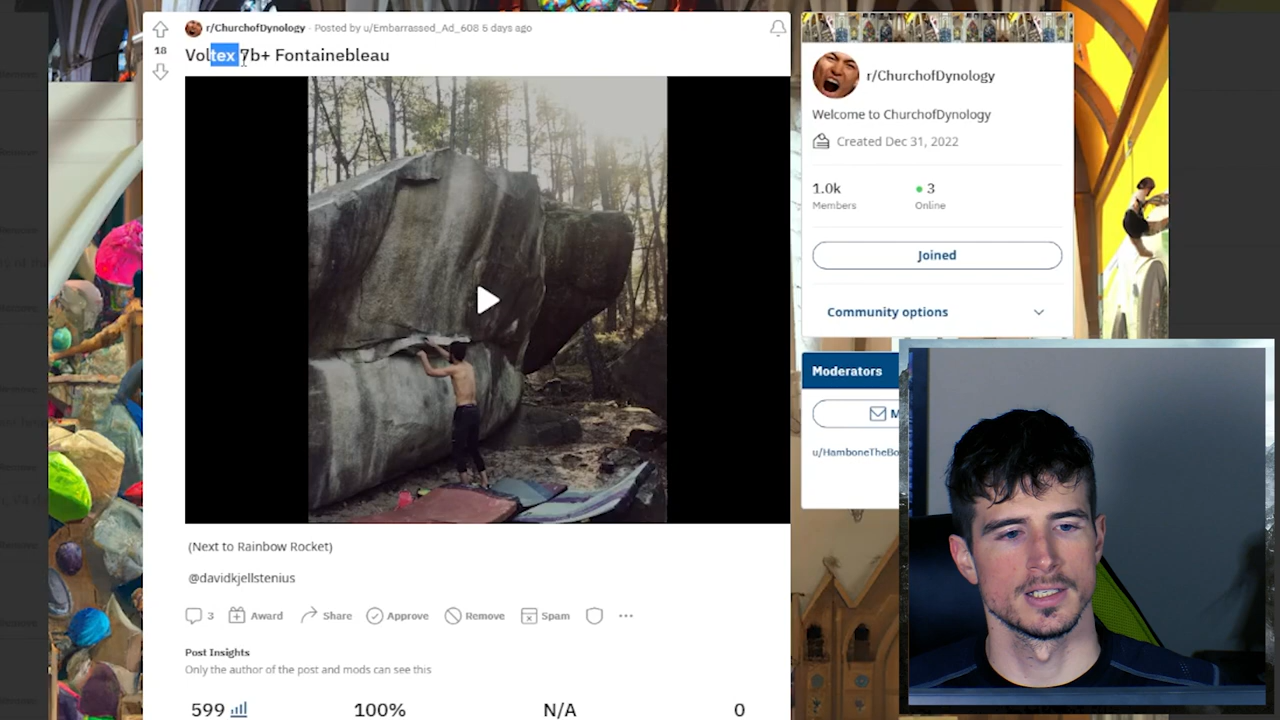 r/ChurchofDynology · Posted by u/Embarrassed_Ad_608 5 days ago
18
Voltex 7b+ Fontainebleau
(Next to Rainbow Rocket)
@davidkjellstenius
3 Award Share Approve Remove Spam
Post Insights
Only the author of the post and mods can see this
599 100% N/A 0
r/ChurchofDynology
Welcome to ChurchofDynology
Created Dec 31, 2022
1.0k 3
Members Online
Joined
Community options
Moderators
M
u/HamboneTheBo